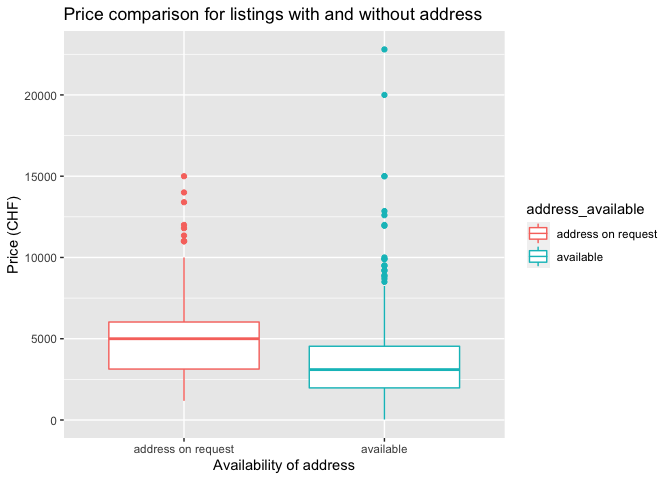 Price comparison for listings with and without address
Price (CHF)
20000
15000
10000
5000
0
address on request
available
Availability of address
address_available
address on request
available